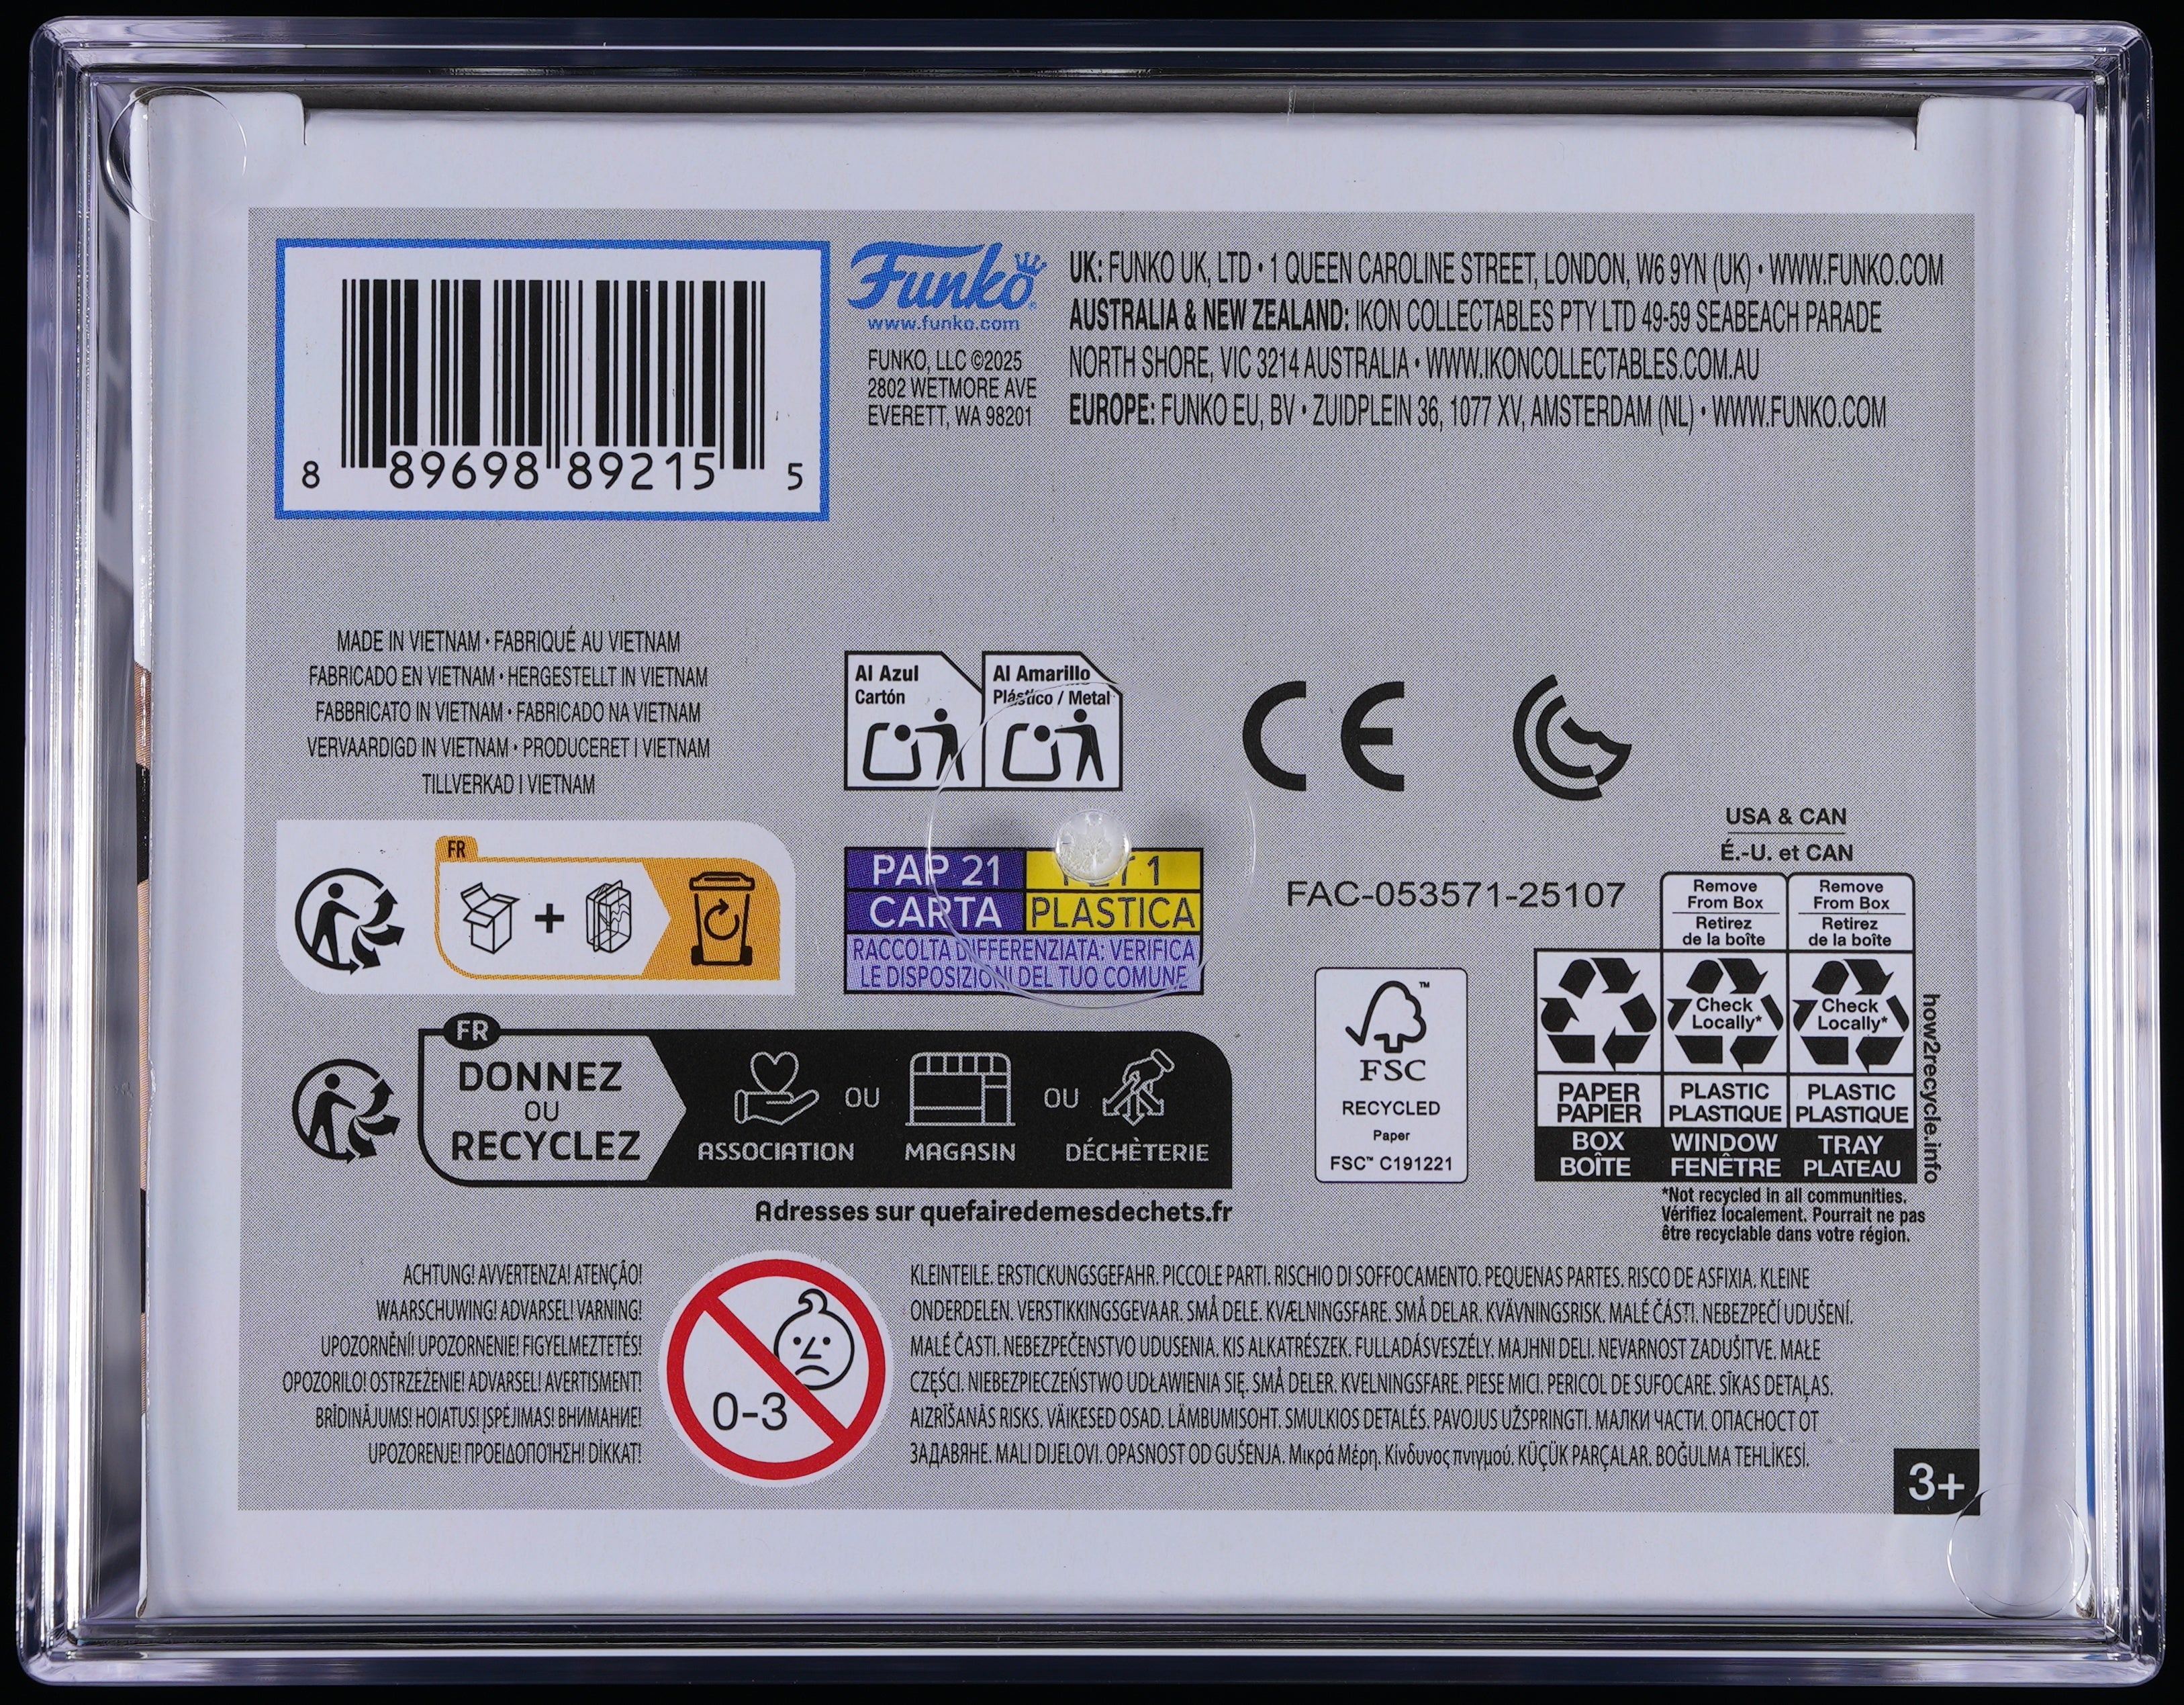 8 89698 89215 5
Funko
www.funko.com
FUNKO, LLC ©2025
2802 WETMORE AVE
EVERETT, WA 98201
UK: FUNKO UK, LTD • 1 QUEEN CAROLINE STREET, LONDON, W6 9YN (UK) • WWW.FUNKO.COM
AUSTRALIA & NEW ZEALAND: IKON COLLECTABLES PTY LTD 49-59 SEABEACH PARADE
NORTH SHORE, VIC 3214 AUSTRALIA • WWW.IKONCOLLECTABLES.COM.AU
EUROPE: FUNKO EU, BV • ZUIDPLEIN 36, 1077 XV, AMSTERDAM (NL) • WWW.FUNKO.COM
MADE IN VIETNAM • FABRIQUÉ AU VIETNAM
FABRICADO EN VIETNAM • HERGESTELLT IN VIETNAM
FABBRICATO IN VIETNAM • FABRICADO NA VIETNAM
VERVAARDIGD IN VIETNAM • PRODUCERET I VIETNAM
TILLVERKAD I VIETNAM
Al Azul
Cartón
Al Amarillo
Plástico / Metal
CE
FR
PAP 21
1
CARTA
PLASTICA
RACCOLTA DIFFERENZIATA: VERIFICA
LE DISPOSIZIONI DEL TUO COMUNE
FAC-053571-25107
USA & CAN
É.-U. et CAN
Remove
From Box
Retirez
de la boîte
Remove
From Box
Retirez
de la boîte
Check
Locally*
Check
Locally*
PAPER
PAPIER
PLASTIC
PLASTIQUE
PLASTIC
PLASTIQUE
BOX
BOÎTE
WINDOW
FENÊTRE
TRAY
PLATEAU
how2recycle.info
*Not recycled in all communities.
Vérifiez localement. Pourrait ne pas
être recyclable dans votre région.
FSC™
RECYCLED
Paper
FSC™ C191221
FR
DONNEZ
OU
RECYCLEZ
ASSOCIATION
OU
MAGASIN
OU
DÉCHÈTERIE
Adresses sur quefairedemesdechets.fr
ACHTUNG! AVVERTENZA! ATENÇÃO!
WAARSCHUWING! ADVARSEL! VARNING!
UPOZORNĚNÍ! UPOZORNENIE! FIGYELMEZTETÉS!
OPOZORILO! OSTRZEŻENIE! ADVARSEL! AVERTISMENT!
BRĪDINĀJUMS! HOIATUS! ĮSPĖJIMAS! ВНИМАНИЕ!
UPOZORENJE! ΠΡΟΕΙΔΟΠΟΊΗΣΗ! DİKKAT!
0-3
KLEINTEILE. ERSTICKUNGSGEFAHR. PICCOLE PARTI. RISCHIO DI SOFFOCAMENTO. PEQUENAS PARTES. RISCO DE ASFIXIA. KLEINE
ONDERDELEN. VERSTIKKINGSGEVAAR. SMÅ DELE. KVÆLNINGSFARE. SMÅ DELAR. KVÄVNINGSRISK. MALÉ ČÁSTI. NEBEZPEČÍ UDUŠENÍ.
MALÉ ČASTI. NEBEZPEČENSTVO UDUSENIA. KIS ALKATRÉSZEK. FULLADÁSVESZÉLY. MAJHNI DELI. NEVARNOST ZADUŠITVE. MAŁE
CZĘŚCI. NIEBEZPIECZEŃSTWO UDŁAWIENIA SIĘ. SMÅ DELER. KVELNINGSFARE. PIESE MICI. PERICOL DE SUFOCARE. SĪKAS DETAĻAS.
AIZRĪŠANĀS RISKS. VÄIKESED OSAD. LÄMBUMISOHT. SMULKIOS DETALĖS. PAVOJUS UŽSPRINGTI. МАЛКИ ЧАСТИ. ОПАСНОСТ ОТ
ЗАДАВЯНЕ. MALI DIJELOVI. OPASNOST OD GUŠENJA. Μικρά Μέρη. Κίνδυνος πνιγμού. KÜÇÜK PARÇALAR. BOĞULMA TEHLİKESİ.
3+